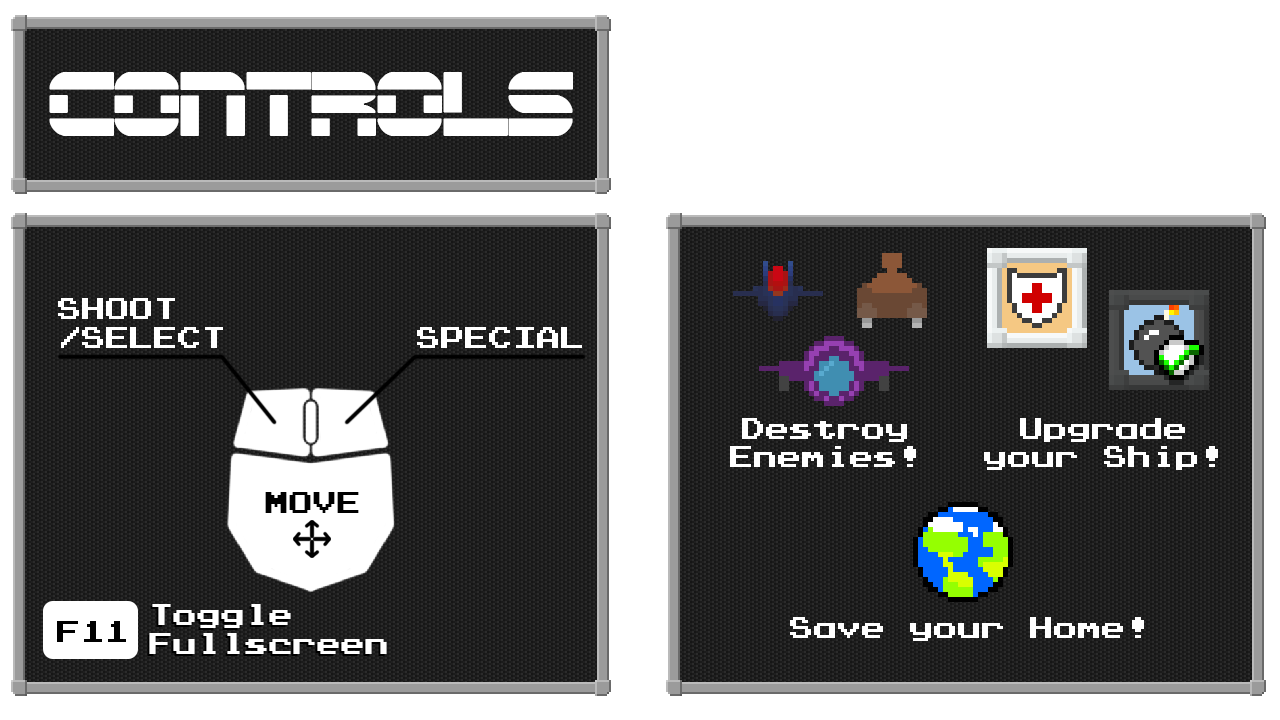 CONTROLS
SHOOT
/SELECT
SPECIAL
MOVE
F11
Toggle
Fullscreen
Destroy
Enemies!
Upgrade
your Ship!
Save your Home!